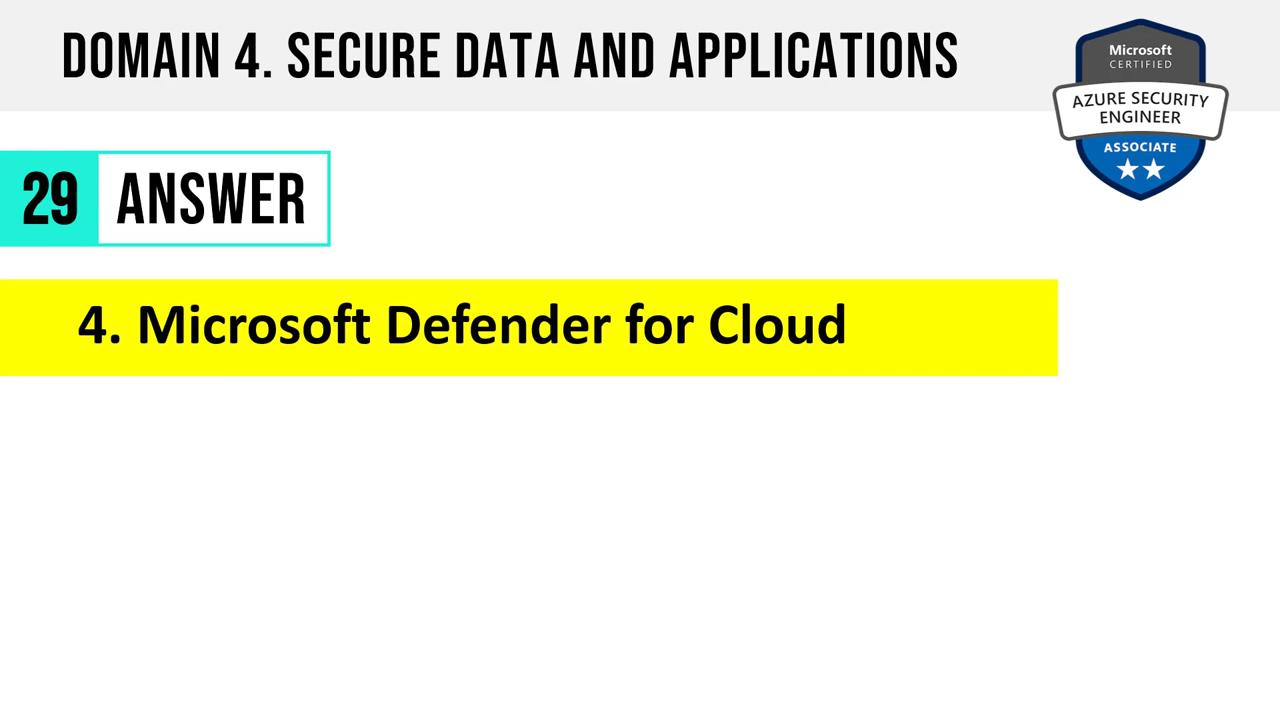 DOMAIN 4. SECURE DATA AND APPLICATIONS
Microsoft
CERTIFIED
AZURE SECURITY
ENGINEER
ASSOCIATE
29 ANSWER
4. Microsoft Defender for Cloud